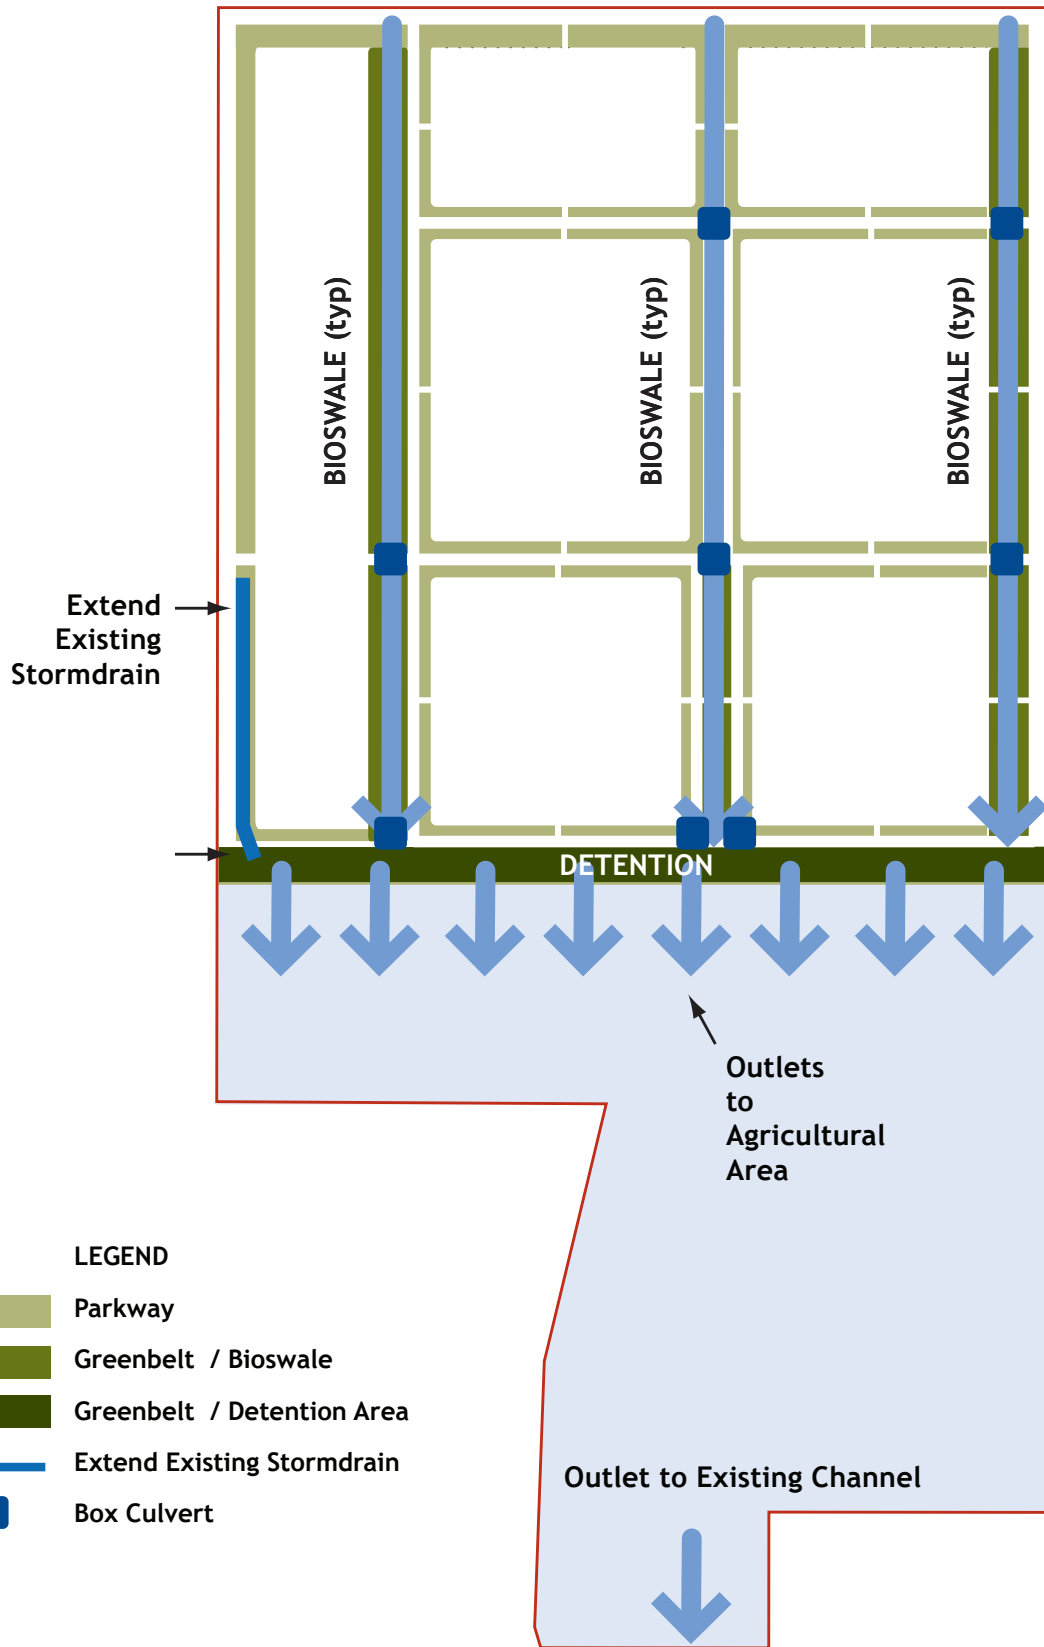 BIOSWALE (typ)
BIOSWALE (typ)
BIOSWALE (typ)
Extend
Existing
Stormdrain
DETENTION
Outlets
to
Agricultural
Area
LEGEND
Parkway
Greenbelt / Bioswale
Greenbelt / Detention Area
Extend Existing Stormdrain
Box Culvert
Outlet to Existing Channel